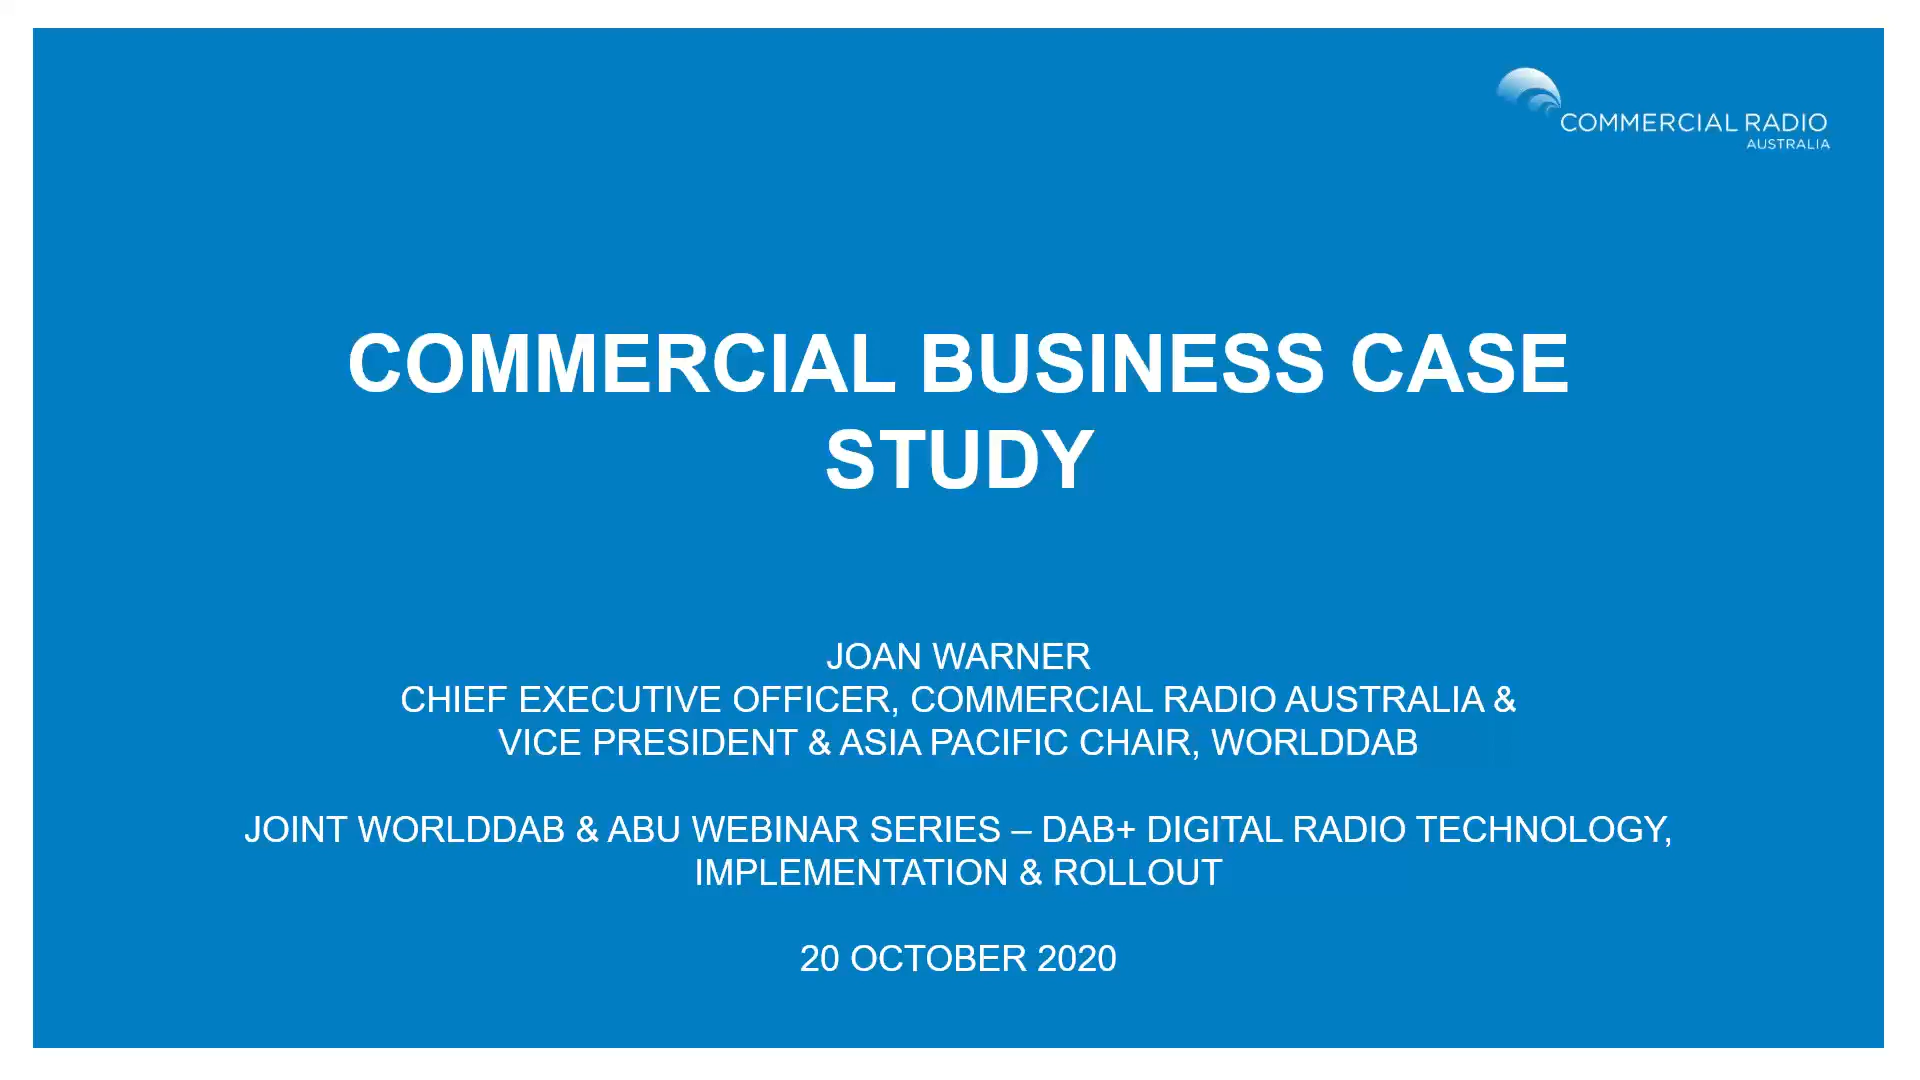 COMMERCIAL RADIO
AUSTRALIA
COMMERCIAL BUSINESS CASE
STUDY
JOAN WARNER
CHIEF EXECUTIVE OFFICER, COMMERCIAL RADIO AUSTRALIA &
VICE PRESIDENT & ASIA PACIFIC CHAIR, WORLDDAB
JOINT WORLDDAB & ABU WEBINAR SERIES – DAB+ DIGITAL RADIO TECHNOLOGY,
IMPLEMENTATION & ROLLOUT
20 OCTOBER 2020